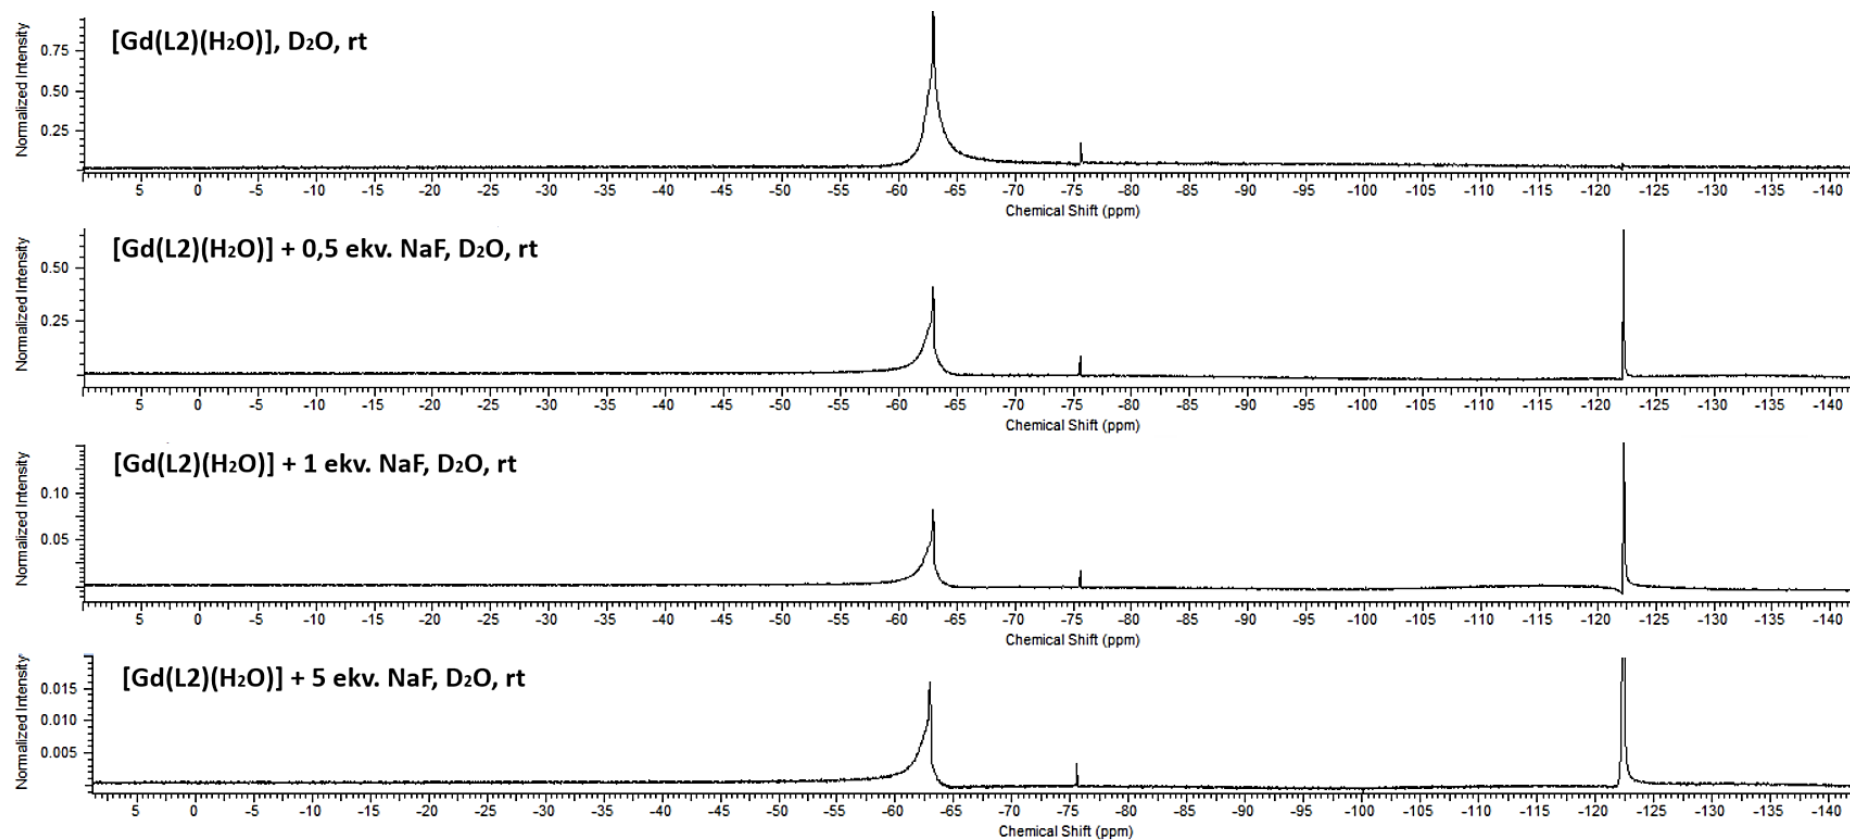 [Gd(L2)(H₂O)], D₂O, rt
Normalized Intensity
0.75
0.50
0.25
5 0 -5 -10 -15 -20 -25 -30 -35 -40 -45 -50 -55 -60 -65 -70 -75 -80 -85 -90 -95 -100 -105 -110 -115 -120 -125 -130 -135 -140
Chemical Shift (ppm)
[Gd(L2)(H₂O)] + 0,5 ekv. NaF, D₂O, rt
Normalized Intensity
0.50
0.25
5 0 -5 -10 -15 -20 -25 -30 -35 -40 -45 -50 -55 -60 -65 -70 -75 -80 -85 -90 -95 -100 -105 -110 -115 -120 -125 -130 -135 -140
Chemical Shift (ppm)
[Gd(L2)(H₂O)] + 1 ekv. NaF, D₂O, rt
Normalized Intensity
0.10
0.05
5 0 -5 -10 -15 -20 -25 -30 -35 -40 -45 -50 -55 -60 -65 -70 -75 -80 -85 -90 -95 -100 -105 -110 -115 -120 -125 -130 -135 -140
Chemical Shift (ppm)
[Gd(L2)(H₂O)] + 5 ekv. NaF, D₂O, rt
Normalized Intensity
0.015
0.010
0.005
5 0 -5 -10 -15 -20 -25 -30 -35 -40 -45 -50 -55 -60 -65 -70 -75 -80 -85 -90 -95 -100 -105 -110 -115 -120 -125 -130 -135 -140
Chemical Shift (ppm)